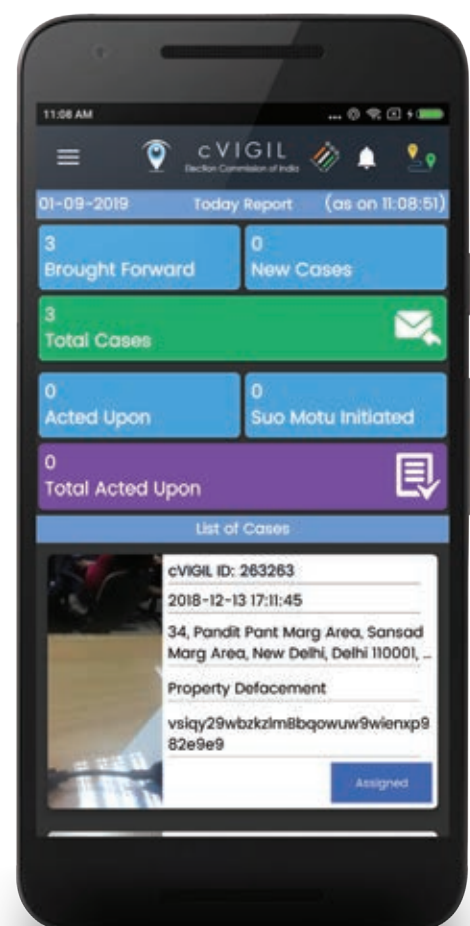 11:08 AM
...
cVIGIL
Election Commission of India
01-09-2019 Today Report (as on 11:08:51)
3
Brought Forward
0
New Cases
3
Total Cases
0
Acted Upon
0
Suo Motu Initiated
0
Total Acted Upon
List of Cases
cVIGIL ID: 263263
2018-12-13 17:11:45
34, Pandit Pant Marg Area, Sansad
Marg Area, New Delhi, Delhi 110001, ...
Property Defacement
vsiqy29wbzkzlm8bqowuw9wienxp9
82e9e9
Assigned